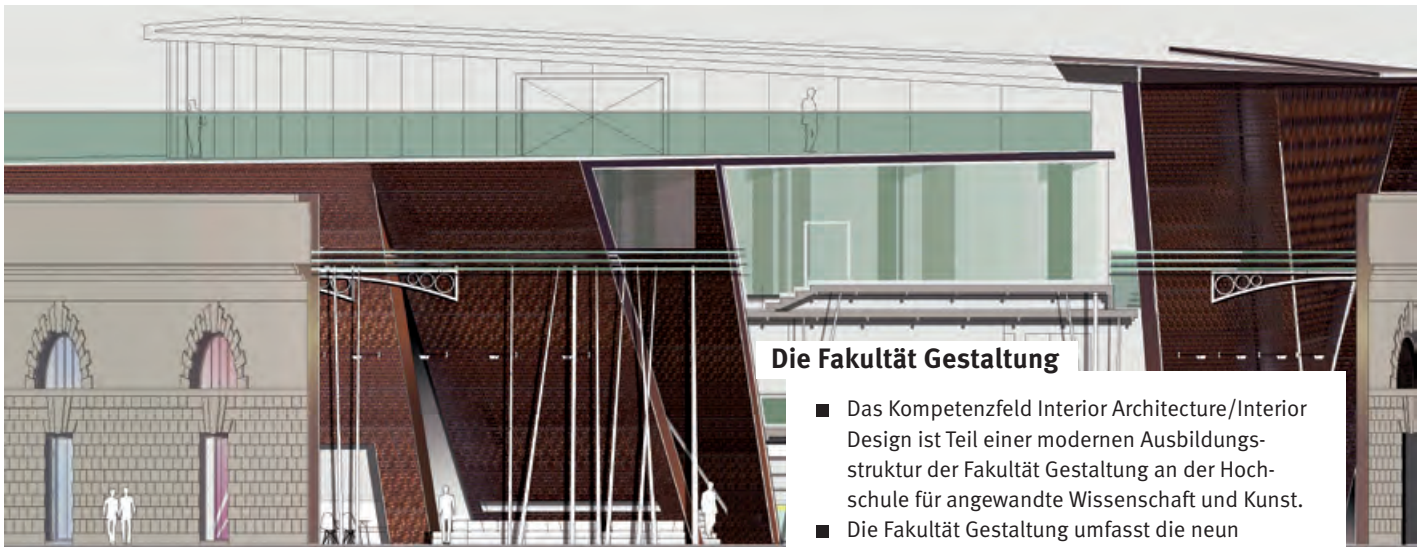 Die Fakultät Gestaltung
■ Das Kompetenzfeld Interior Architecture/Interior
Design ist Teil einer modernen Ausbildungs-
struktur der Fakultät Gestaltung an der Hoch-
schule für angewandte Wissenschaft und Kunst.
■ Die Fakultät Gestaltung umfasst die neun